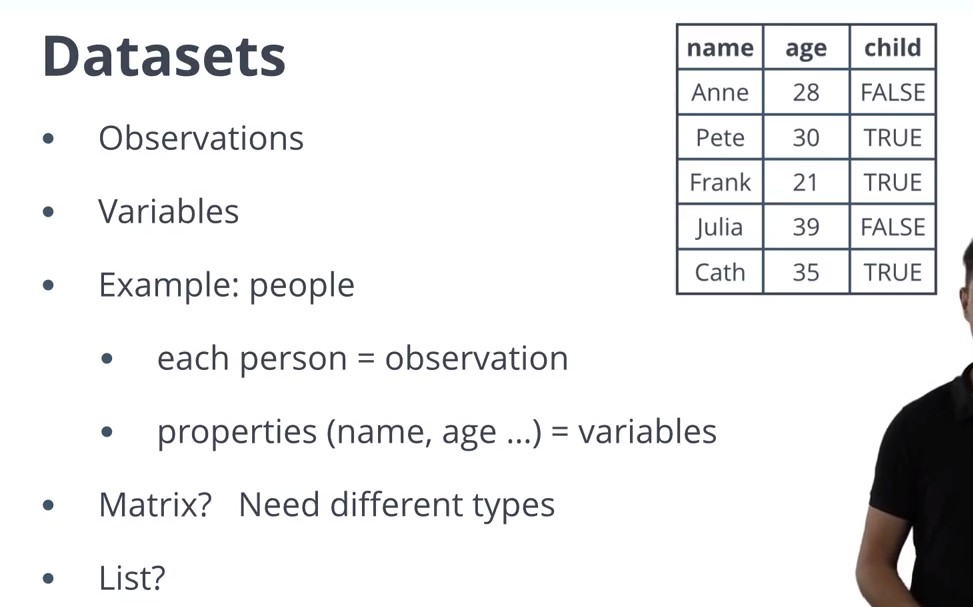 Datasets
Observations
Variables
Example: people
each person = observation
properties (name, age ...) = variables
Matrix? Need different types
List?
name age child
Anne 28 FALSE
Pete 30 TRUE
Frank 21 TRUE
Julia 39 FALSE
Cath 35 TRUE